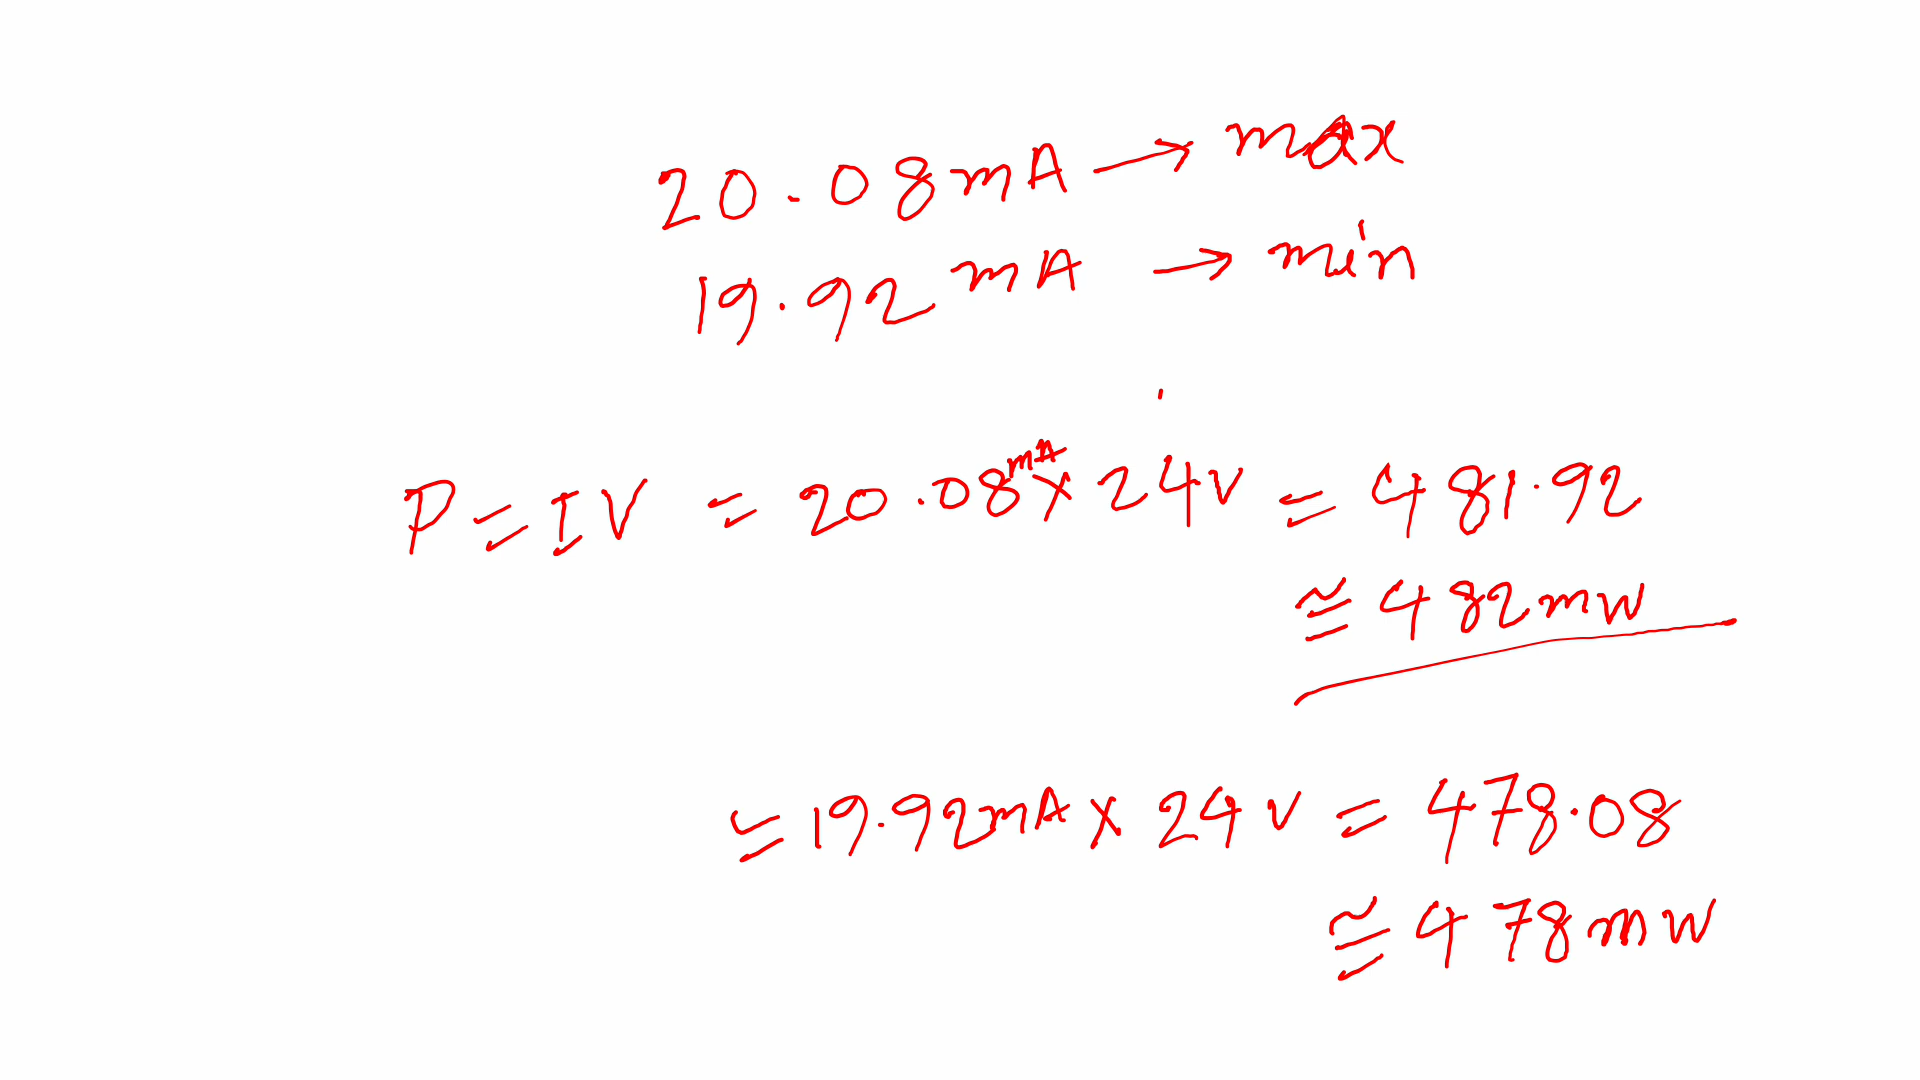 20.08mA → max
19.92mA → min
P = IV = 20.08mA × 24V = 481.92
≅ 482mW
= 19.92mA × 24V = 478.08
≅ 478mW